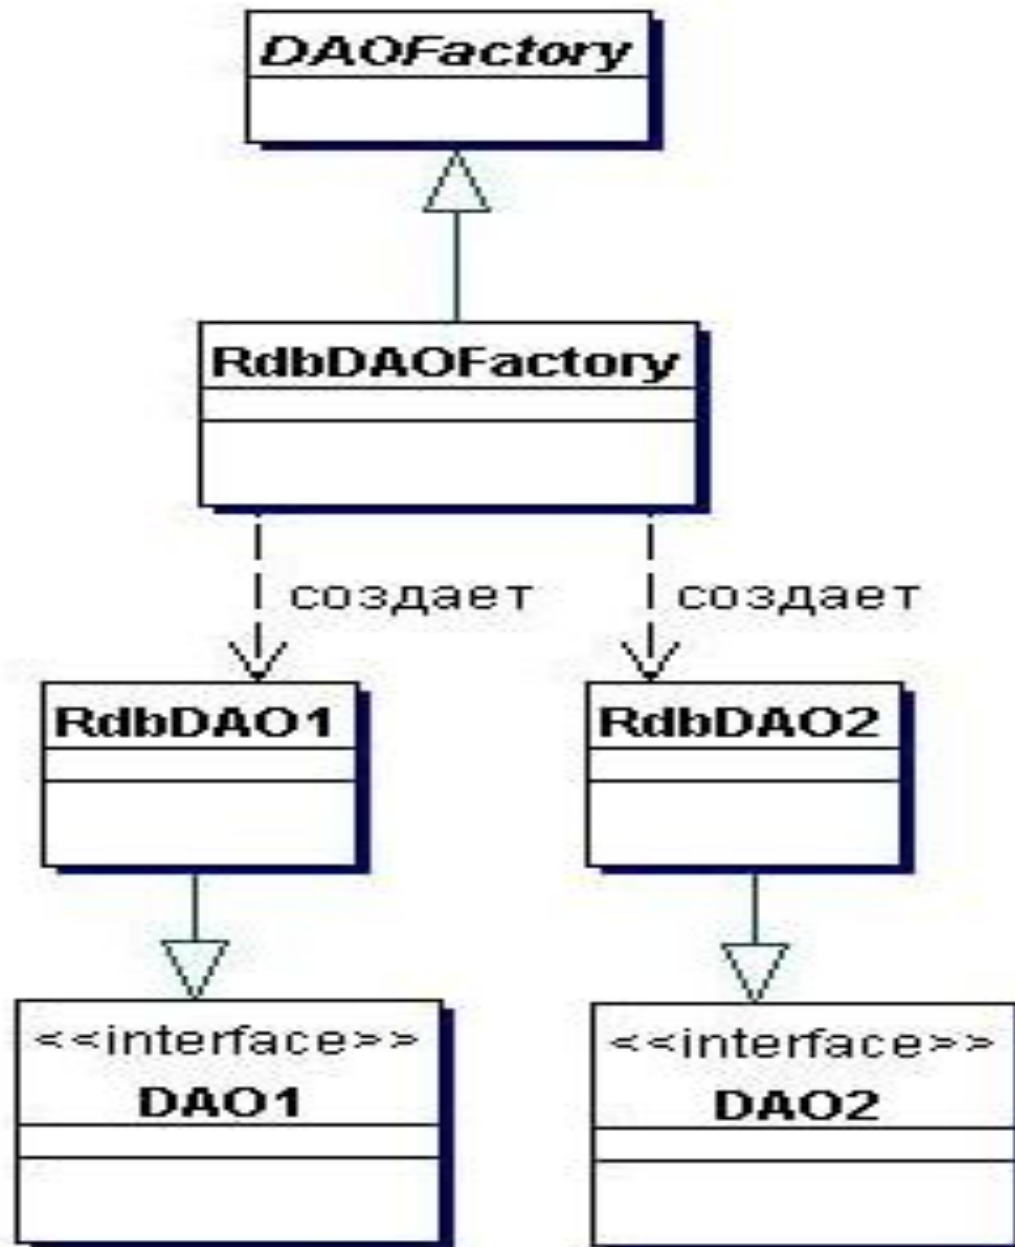 DAOFactory
RdbDAOFactory
создает создает
RdbDAO1 RdbDAO2
<<interface>> <<interface>>
DAO1 DAO2